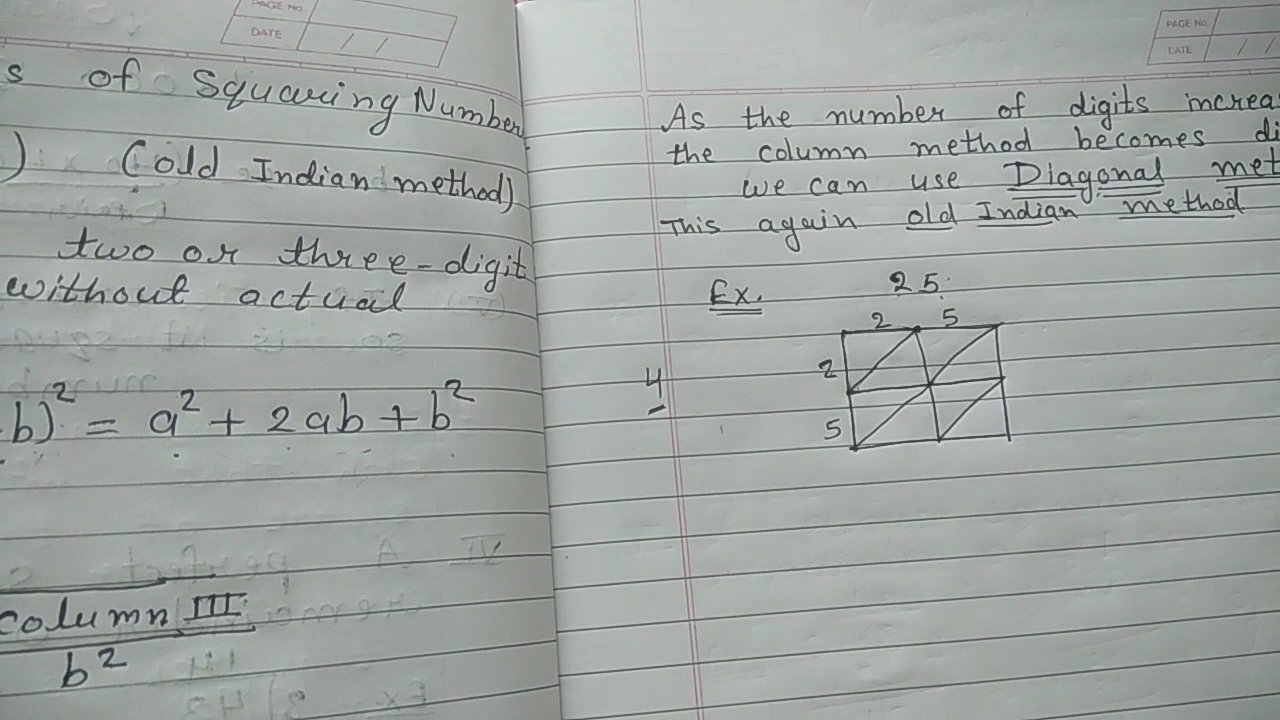 PAGE No.
DATE / /
s of Squaring Number
) (old Indian method)
two or three-digit
without actual
b)² = a² + 2ab + b²
column III
b²
PAGE No.
DATE / /
As the number of digits increa
the column method becomes di
we can use Diagonal met
This again old Indian method
Ex. 25.
2 5
2
4
5